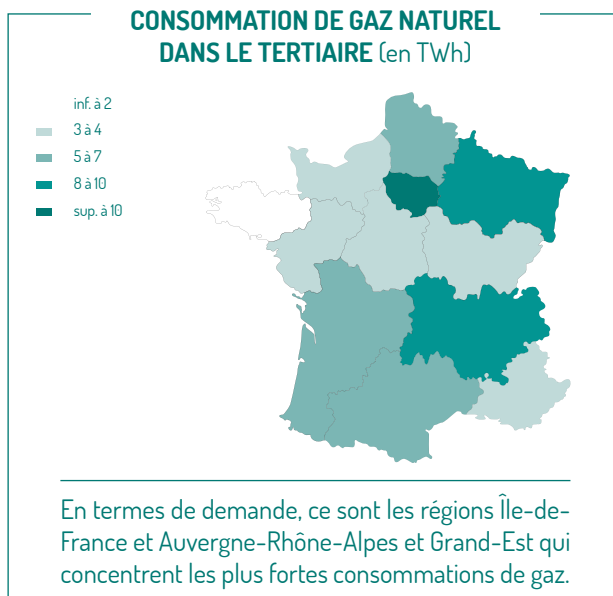 CONSOMMATION DE GAZ NATUREL
DANS LE TERTIAIRE (en TWh)
inf. à 2
3 à 4
5 à 7
8 à 10
sup. à 10
En termes de demande, ce sont les régions Île-de-
France et Auvergne-Rhône-Alpes et Grand-Est qui
concentrent les plus fortes consommations de gaz.